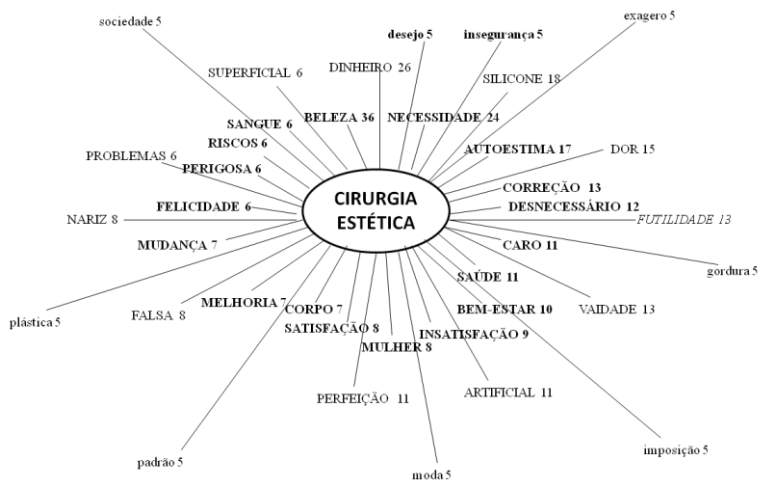 sociedade 5
exagero 5
desejo 5
insegurança 5
SUPERFICIAL 6
DINHEIRO 26
SILICONE 18
SANGUE 6
BELEZA 36
NECESSIDADE 24
RISCOS 6
AUTOESTIMA 17
DOR 15
PROBLEMAS 6
PERIGOSA 6
CIRURGIA
ESTÉTICA
CORREÇÃO 13
FELICIDADE 6
DESNECESSÁRIO 12
NARIZ 8
FUTILIDADE 13
MUDANÇA 7
CARO 11
SAÚDE 11
gordura 5
MELHORIA 7
CORPO 7
BEM-ESTAR 10
VAIDADE 13
plástica 5
FALSA 8
SATISFAÇÃO 8
INSATISFAÇÃO 9
MULHER 8
PERFEIÇÃO 11
ARTIFICIAL 11
imposição 5
padrão 5
moda 5